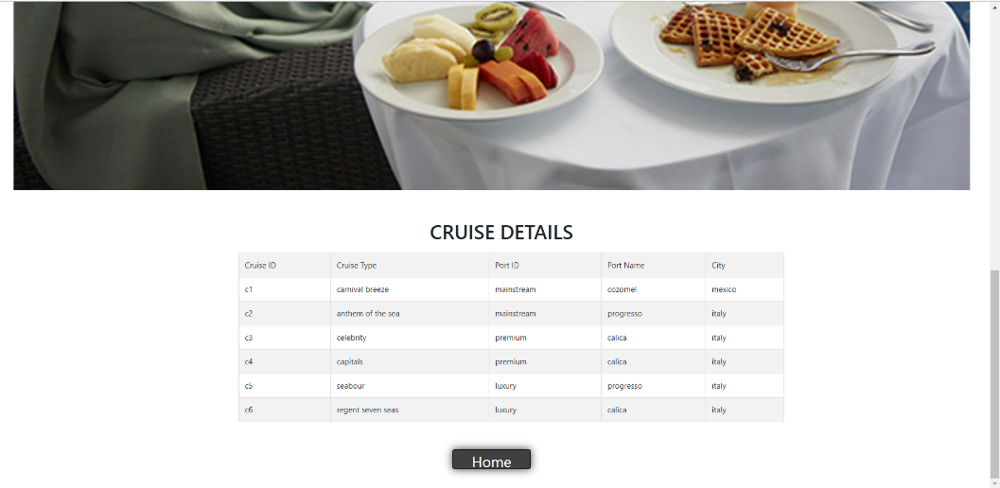 CRUISE DETAILS
Cruise ID Cruise Type Port ID Port Name City
c1 carnival breeze mainstream cozomel mexico
c2 anthem of the sea mainstream progresso italy
c3 celebrity premium calica italy
c4 capitals premium calica italy
c5 seabour luxury progresso italy
c6 regent seven seas luxury calica italy
Home